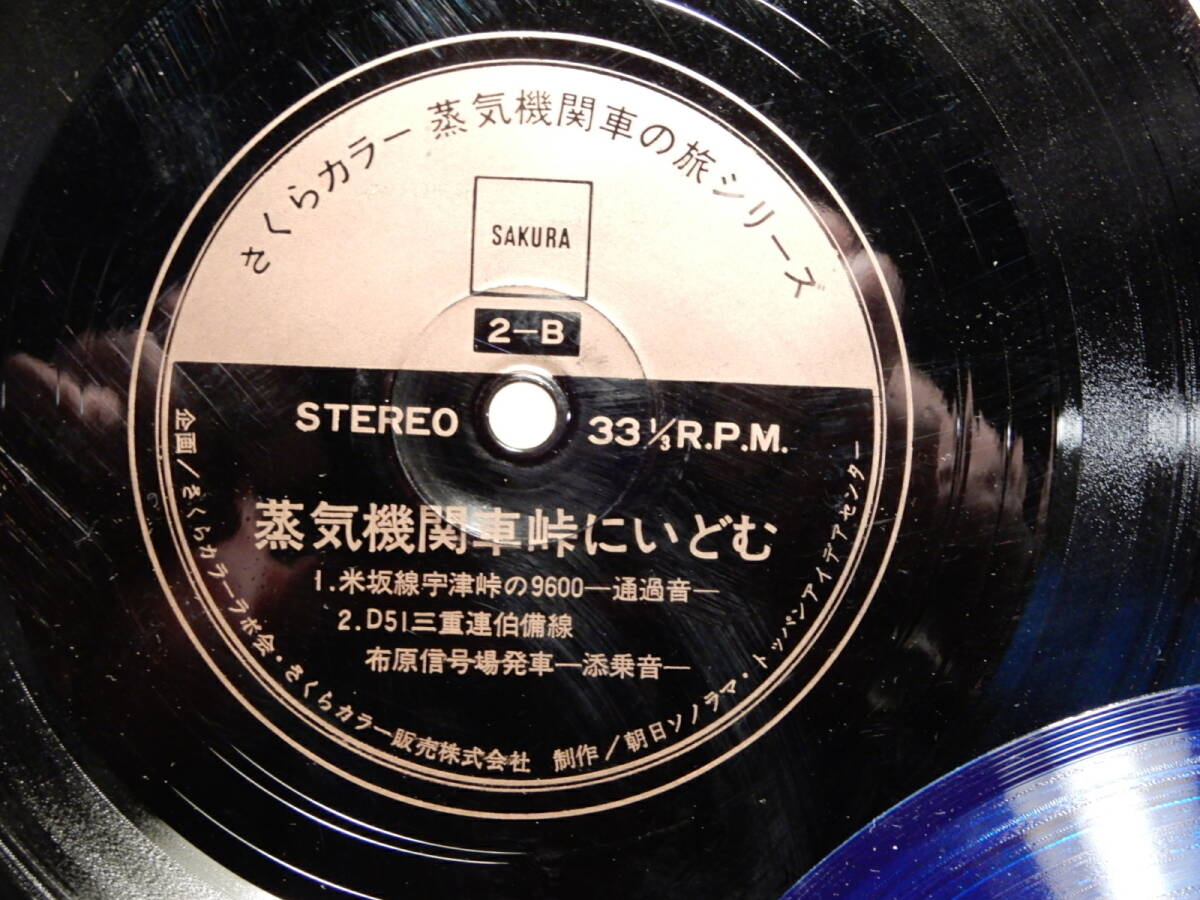 さくらカラー 蒸気機関車の旅シリーズ
SAKURA
2-B
STEREO 33 1/3 R.P.M.
蒸気機関車峠にいどむ
1.米坂線宇津峠の9600―通過音―
2.D51三重連伯備線
布原信号場発車―添乗音―
企画/さくらカラーラボ会・さくらカラー販売株式会社 制作/朝日ソノラマ・トッパンアイデアセンター